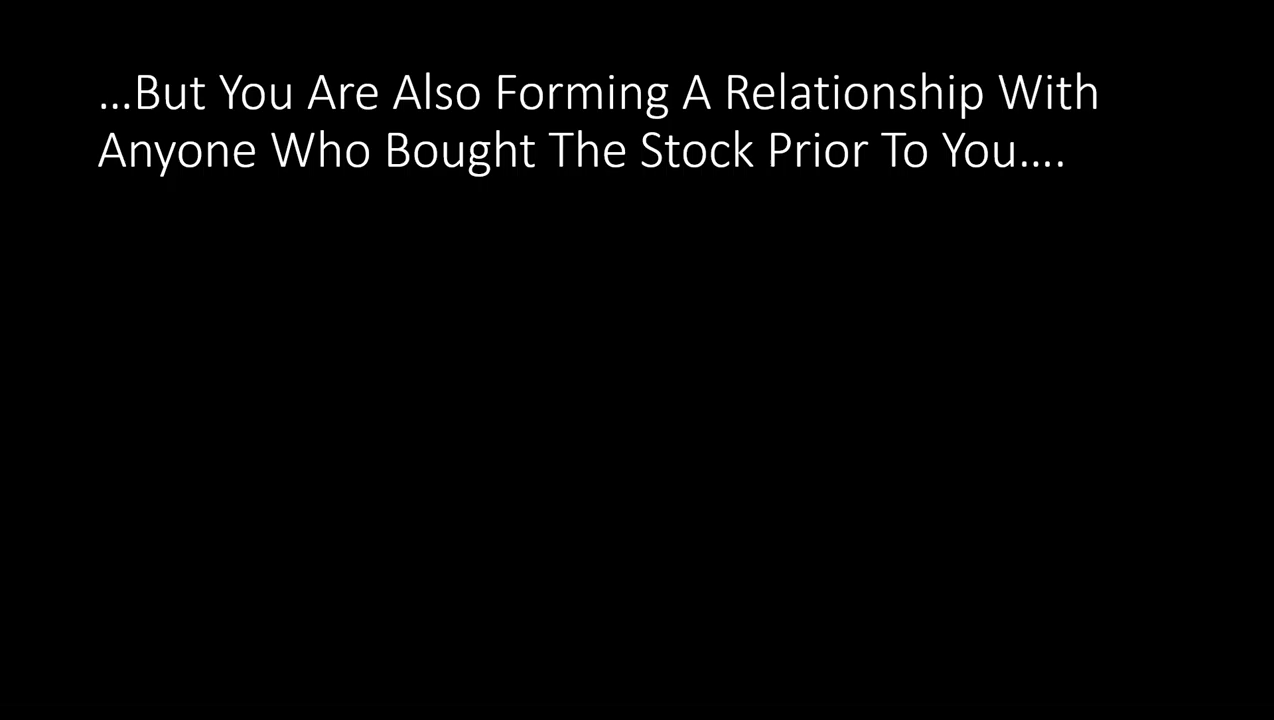 ...But You Are Also Forming A Relationship With
Anyone Who Bought The Stock Prior To You....